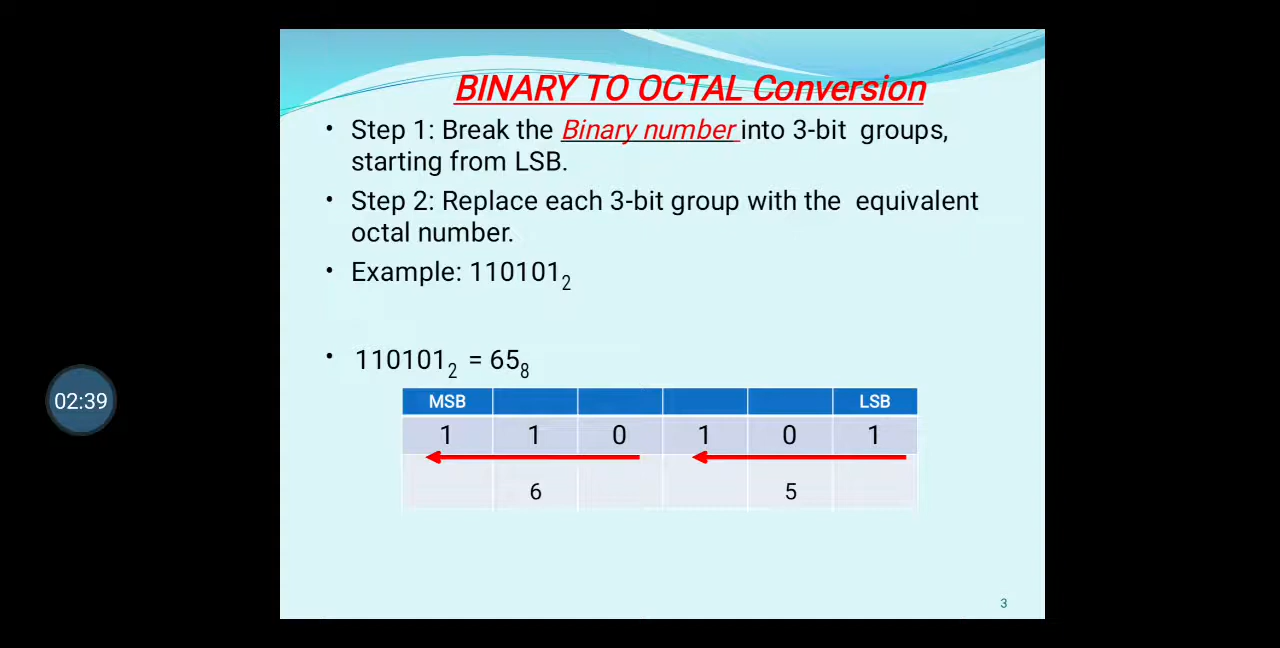 BINARY TO OCTAL Conversion
• Step 1: Break the Binary number into 3-bit groups,
starting from LSB.
• Step 2: Replace each 3-bit group with the equivalent
octal number.
• Example: 110101₂
• 110101₂ = 65₈
MSB LSB
1 1 0 1 0 1
6 5
02:39
3